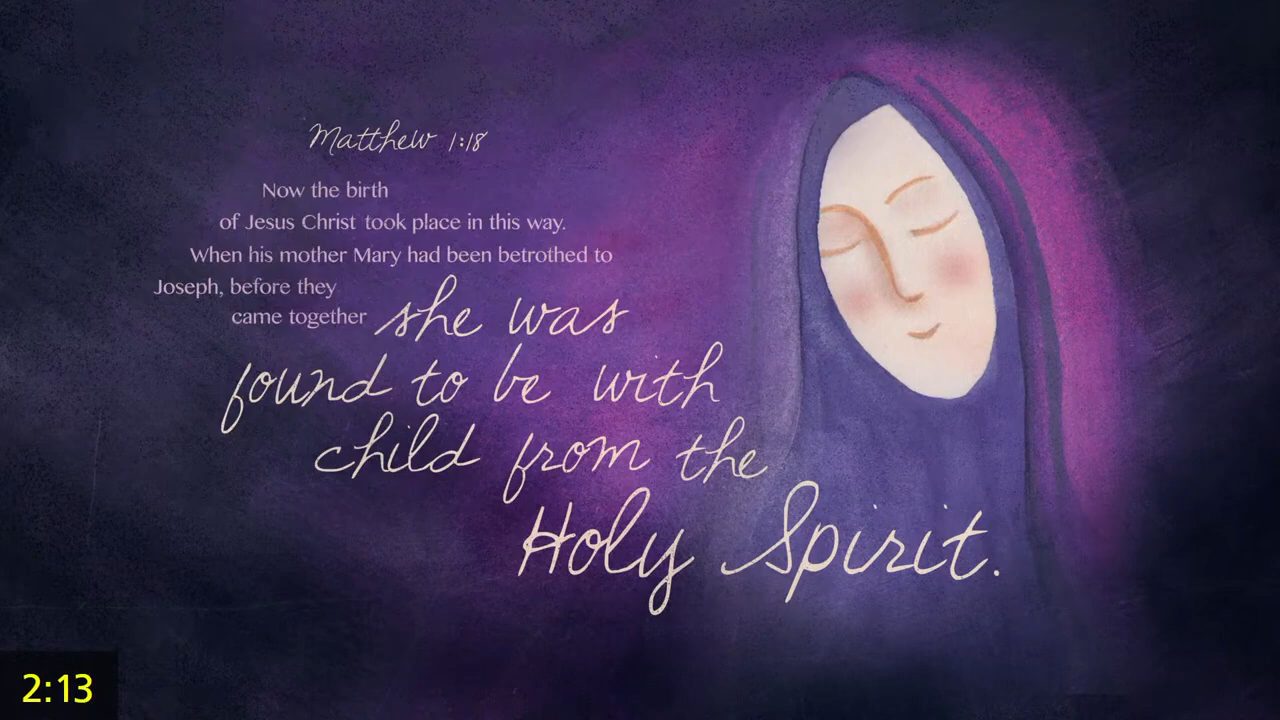 Matthew 1:18
Now the birth
of Jesus Christ took place in this way.
When his mother Mary had been betrothed to
Joseph, before they
came together she was
found to be with
child from the
Holy Spirit.
2:13